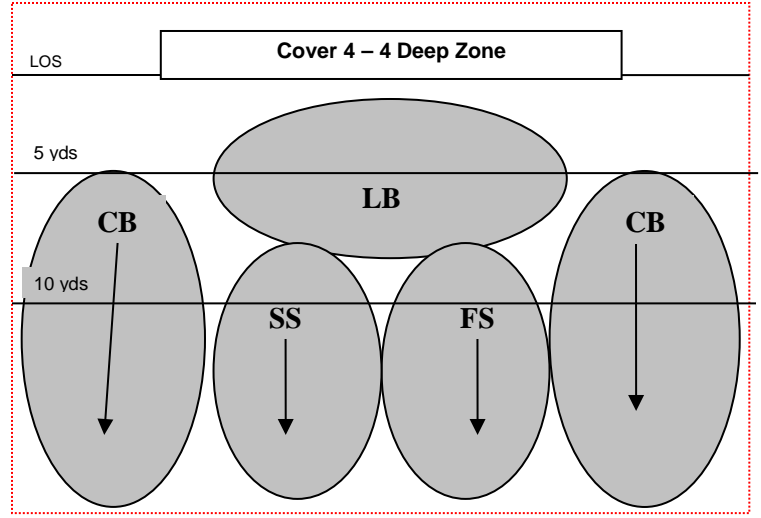 Cover 4 – 4 Deep Zone
LOS
5 yds
LB
CB
CB
10 yds
SS
FS